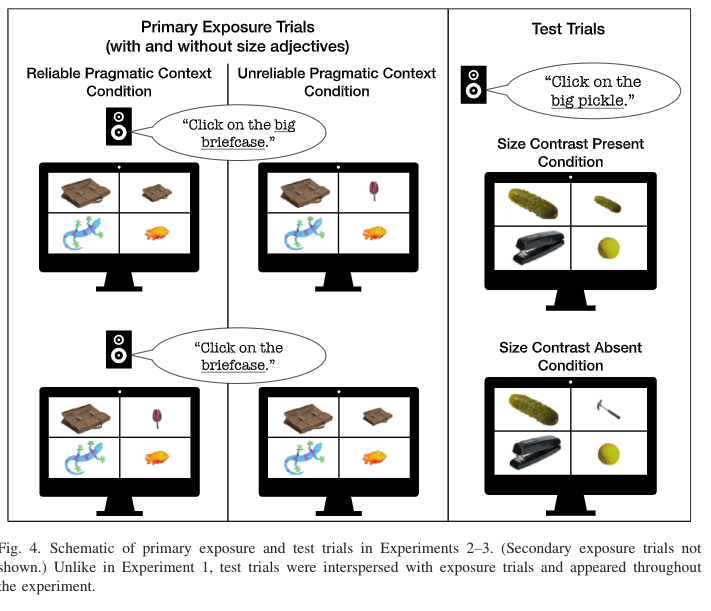 Primary Exposure Trials
(with and without size adjectives)
Test Trials
Reliable Pragmatic Context
Condition
Unreliable Pragmatic Context
Condition
“Click on the big
briefcase.”
“Click on the
briefcase.”
“Click on the
big pickle.”
Size Contrast Present
Condition
Size Contrast Absent
Condition
Fig. 4. Schematic of primary exposure and test trials in Experiments 2–3. (Secondary exposure trials not
shown.) Unlike in Experiment 1, test trials were interspersed with exposure trials and appeared throughout
the experiment.